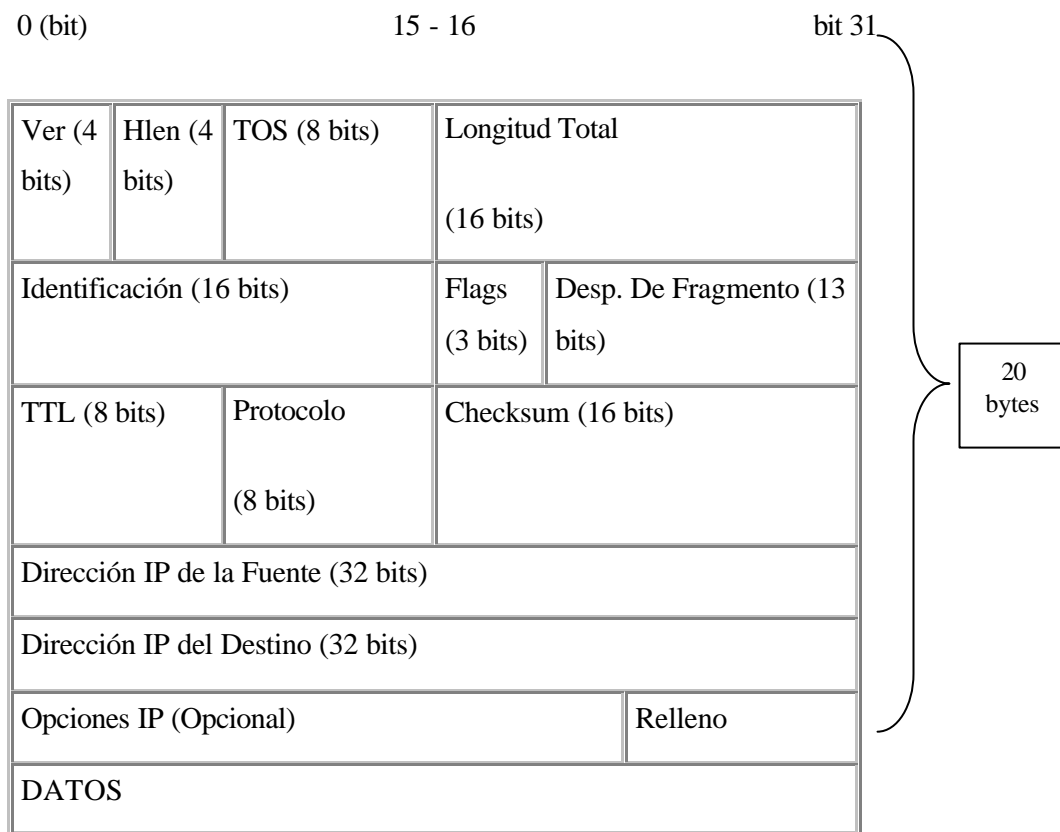 0 (bit) 15 - 16 bit 31
Ver (4
bits)
Hlen (4
bits)
TOS (8 bits)
Longitud Total
(16 bits)
Identificación (16 bits)
Flags
(3 bits)
Desp. De Fragmento (13
bits)
20
bytes
TTL (8 bits)
Protocolo
(8 bits)
Checksum (16 bits)
Dirección IP de la Fuente (32 bits)
Dirección IP del Destino (32 bits)
Opciones IP (Opcional)
Relleno
DATOS